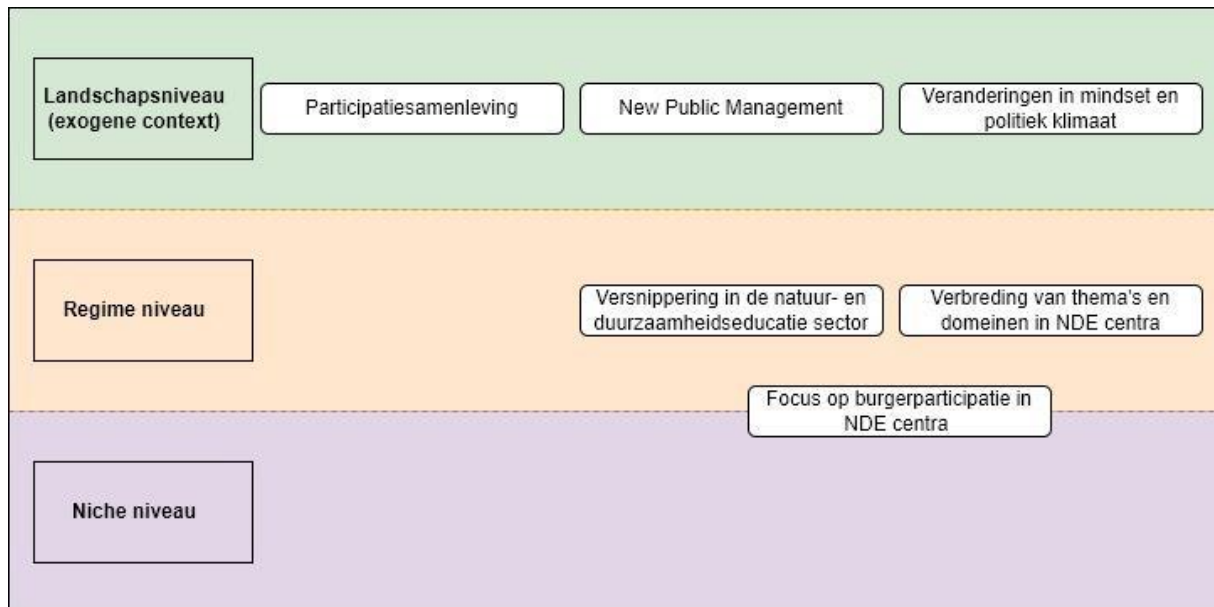 Landschapsniveau
(exogene context)
Participatiesamenleving
New Public Management
Veranderingen in mindset en
politiek klimaat
Regime niveau
Versnippering in de natuur- en
duurzaamheidseducatie sector
Verbreding van thema's en
domeinen in NDE centra
Focus op burgerparticipatie in
NDE centra
Niche niveau